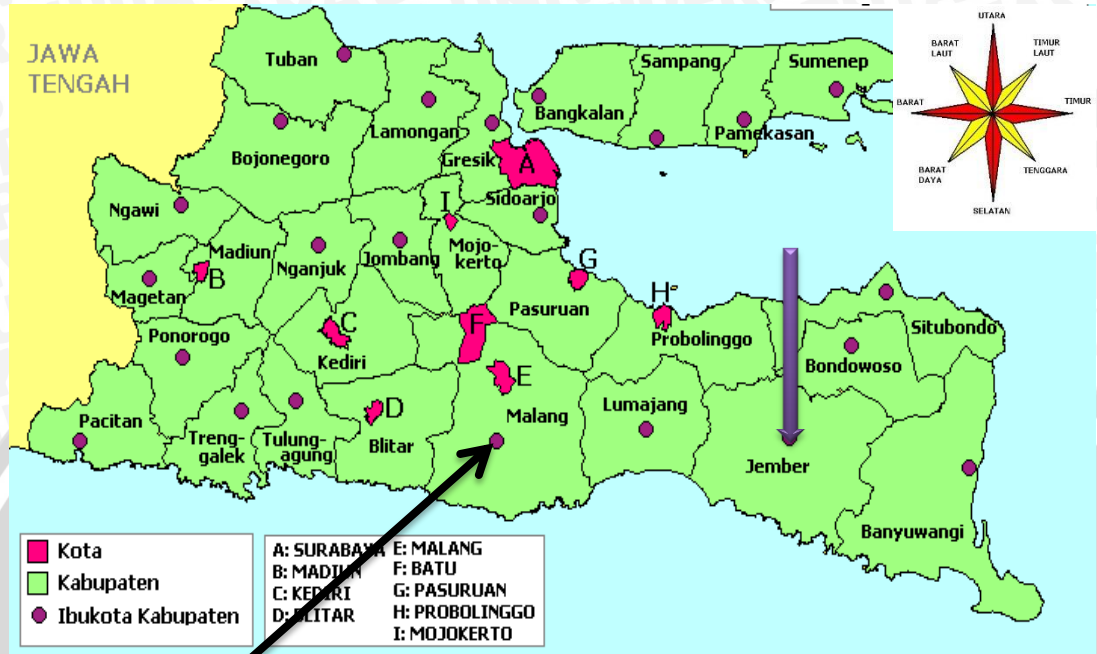 JAWA
TENGAH
Tuban
Bojonegoro
Lamongan
Gresik
A
Bangkalan
Sampang
Pamekasan
Sumenep
UTARA
BARAT
LAUT
TIMUR
LAUT
BARAT
TIMUR
BARAT
DAYA
TENGGARA
SELATAN
Ngawi
Madiun
B
Magetan
Nganjuk
Jombang
I
Mojo-
kerto
Sidoarjo
G
Pasuruan
H
Probolinggo
Situbondo
Bondowoso
Ponorogo
C
Kediri
F
E
Malang
Pacitan
Treng-
galek
Tulung-
agung
D
Blitar
Lumajang
Jember
Banyuwangi
Kota
Kabupaten
Ibukota Kabupaten
A: SURABAYA
B: MADIUN
C: KEDIRI
D: BLITAR
E: MALANG
F: BATU
G: PASURUAN
H: PROBOLINGGO
I: MOJOKERTO